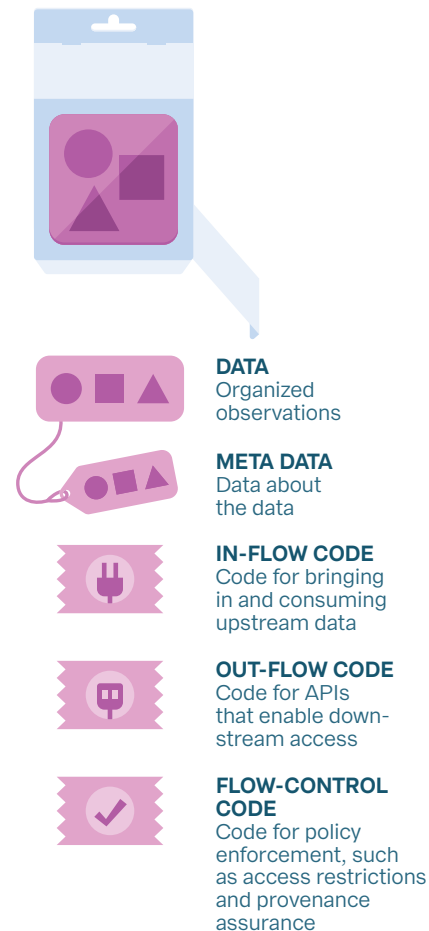 DATA
Organized
observations
META DATA
Data about
the data
IN-FLOW CODE
Code for bringing
in and consuming
upstream data
OUT-FLOW CODE
Code for APIs
that enable down-
stream access
FLOW-CONTROL
CODE
Code for policy
enforcement, such
as access restrictions
and provenance
assurance